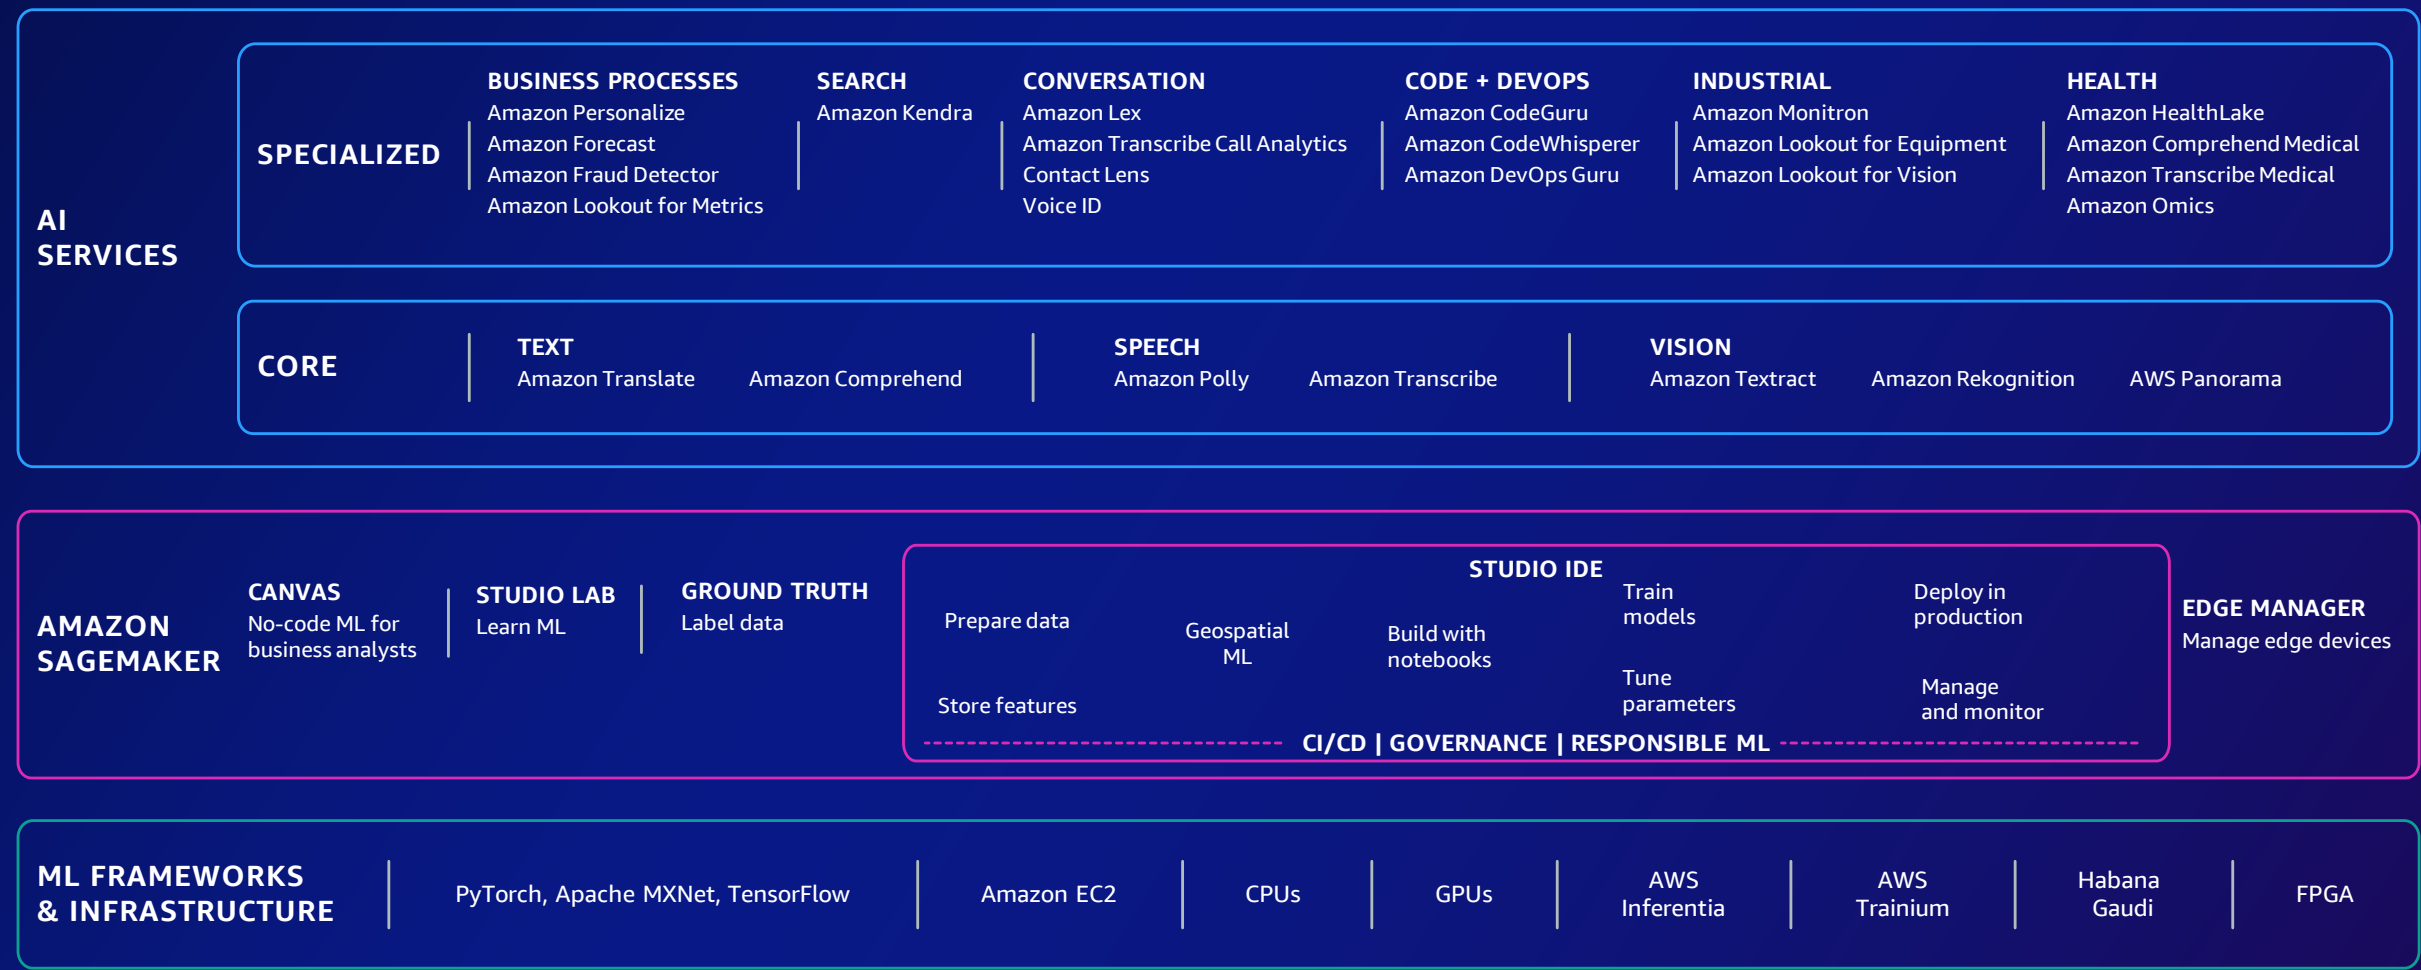 AI
SERVICES
SPECIALIZED
BUSINESS PROCESSES
Amazon Personalize
Amazon Forecast
Amazon Fraud Detector
Amazon Lookout for Metrics
SEARCH
Amazon Kendra
CONVERSATION
Amazon Lex
Amazon Transcribe Call Analytics
Contact Lens
Voice ID
CODE + DEVOPS
Amazon CodeGuru
Amazon CodeWhisperer
Amazon DevOps Guru
INDUSTRIAL
Amazon Monitron
Amazon Lookout for Equipment
Amazon Lookout for Vision
HEALTH
Amazon HealthLake
Amazon Comprehend Medical
Amazon Transcribe Medical
Amazon Omics
CORE
TEXT
Amazon Translate
Amazon Comprehend
SPEECH
Amazon Polly
Amazon Transcribe
VISION
Amazon Textract
Amazon Rekognition
AWS Panorama
AMAZON
SAGEMAKER
CANVAS
No-code ML for
business analysts
STUDIO LAB
Learn ML
GROUND TRUTH
Label data
STUDIO IDE
Prepare data
Store features
Geospatial
ML
Build with
notebooks
Train
models
Tune
parameters
Deploy in
production
Manage
and monitor
CI/CD | GOVERNANCE | RESPONSIBLE ML
EDGE MANAGER
Manage edge devices
ML FRAMEWORKS
& INFRASTRUCTURE
PyTorch, Apache MXNet, TensorFlow
Amazon EC2
CPUs
GPUs
AWS
Inferentia
AWS
Trainium
Habana
Gaudi
FPGA